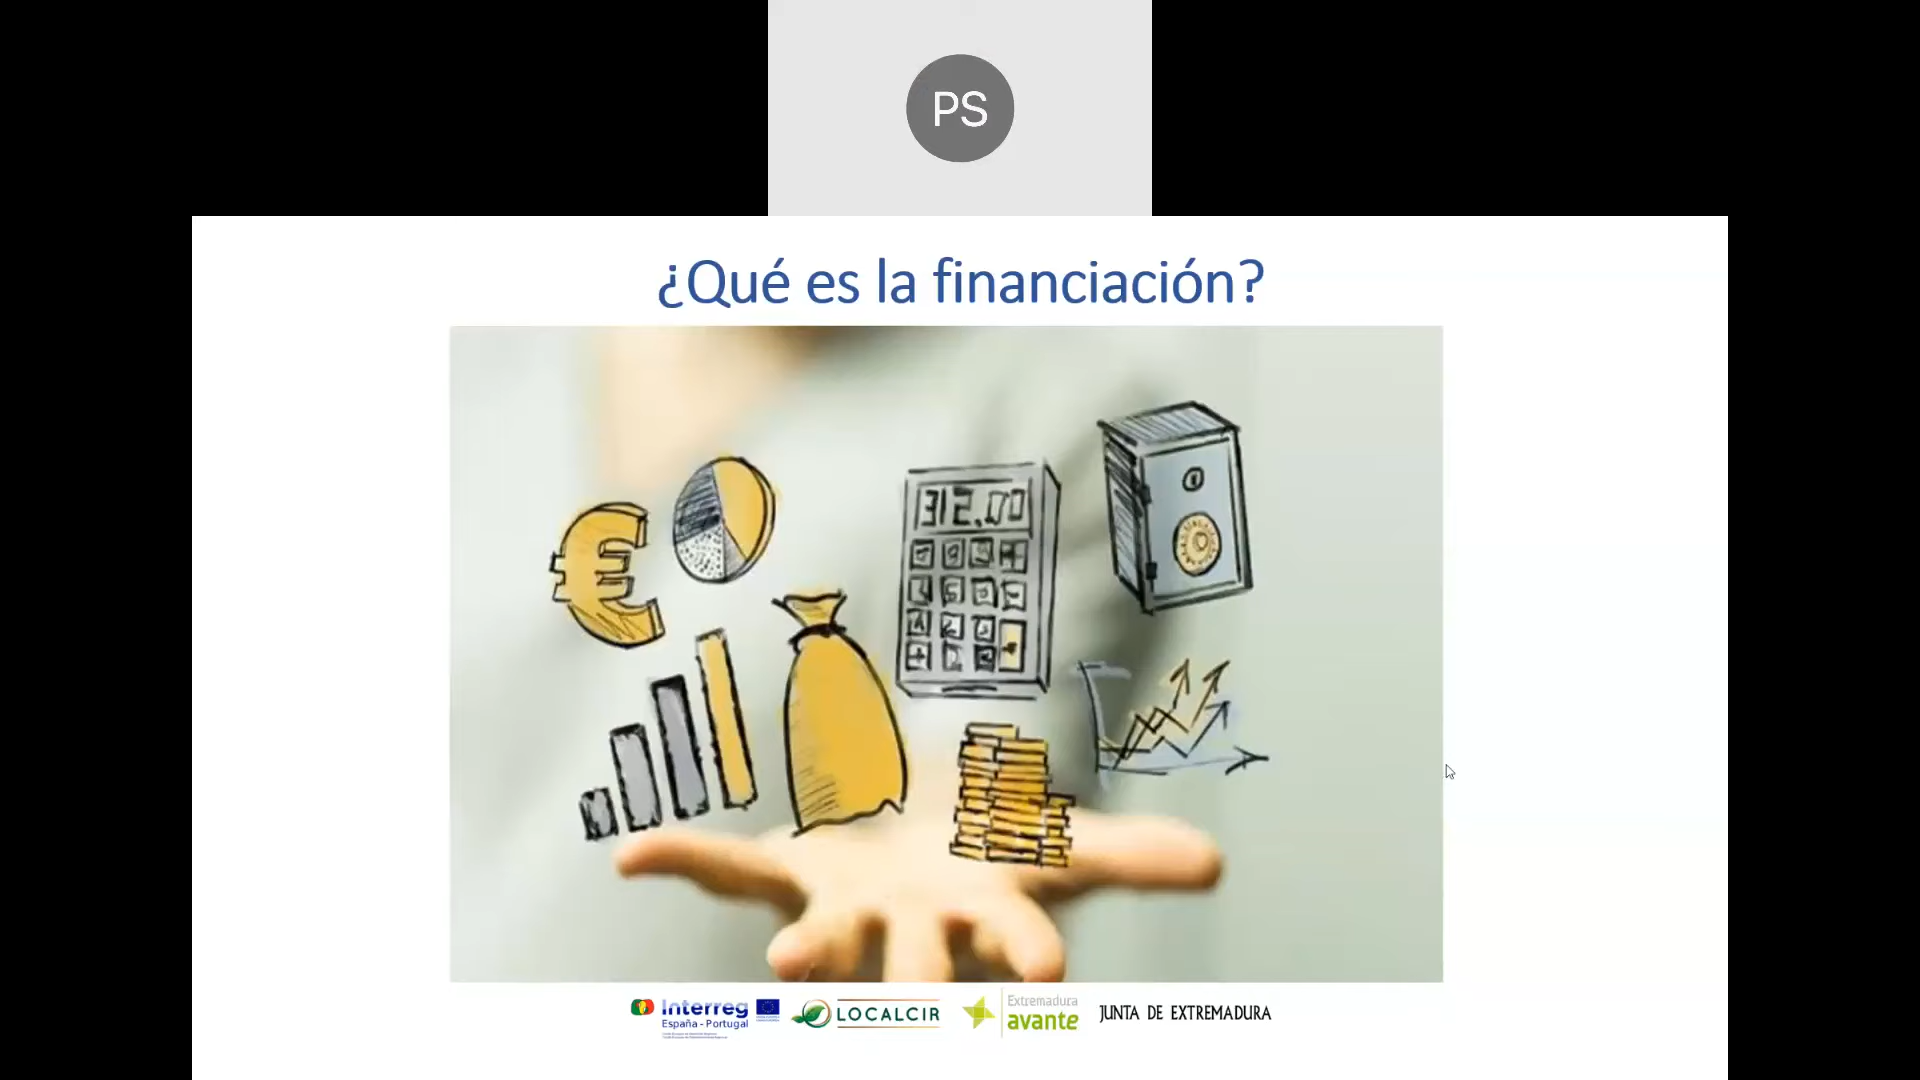 PS
¿Qué es la financiación?
312.00
Interreg
España - Portugal
LOCALCIR
Extremadura
avante
JUNTA DE EXTREMADURA